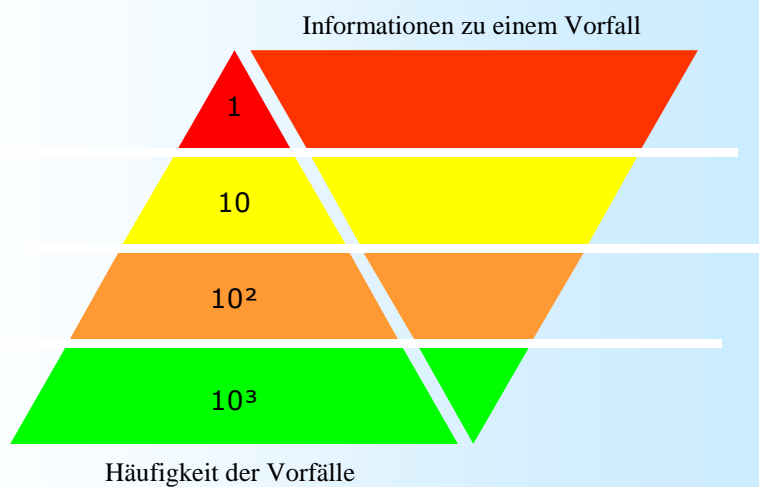 Informationen zu einem Vorfall
1
10
10²
10³
Häufigkeit der Vorfälle